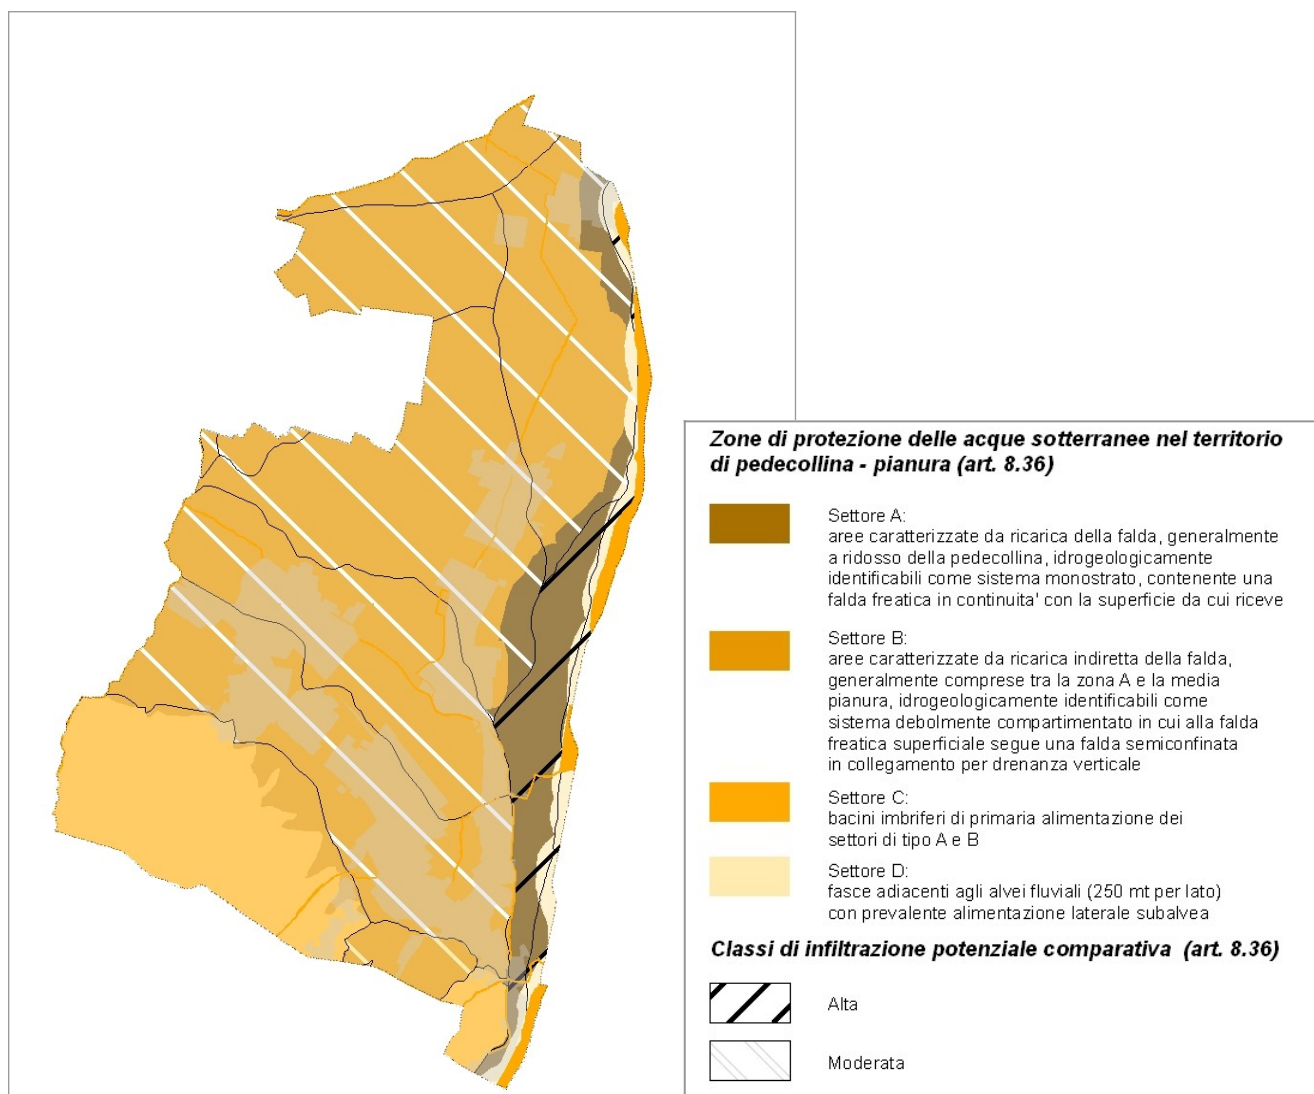 Zone di protezione delle acque sotterranee nel territorio
di pedecollina - pianura (art. 8.36)
Settore A:
aree caratterizzate da ricarica della falda, generalmente
a ridosso della pedecollina, idrogeologicamente
identificabili come sistema monostrato, contenente una
falda freatica in continuita' con la superficie da cui riceve
Settore B:
aree caratterizzate da ricarica indiretta della falda,
generalmente comprese tra la zona A e la media
pianura, idrogeologicamente identificabili come
sistema debolmente compartimentato in cui alla falda
freatica superficiale segue una falda semiconfinata
in collegamento per drenanza verticale
Settore C:
bacini imbriferi di primaria alimentazione dei
settori di tipo A e B
Settore D:
fasce adiacenti agli alvei fluviali (250 mt per lato)
con prevalente alimentazione laterale subalvea
Classi di infiltrazione potenziale comparativa (art. 8.36)
Alta
Moderata